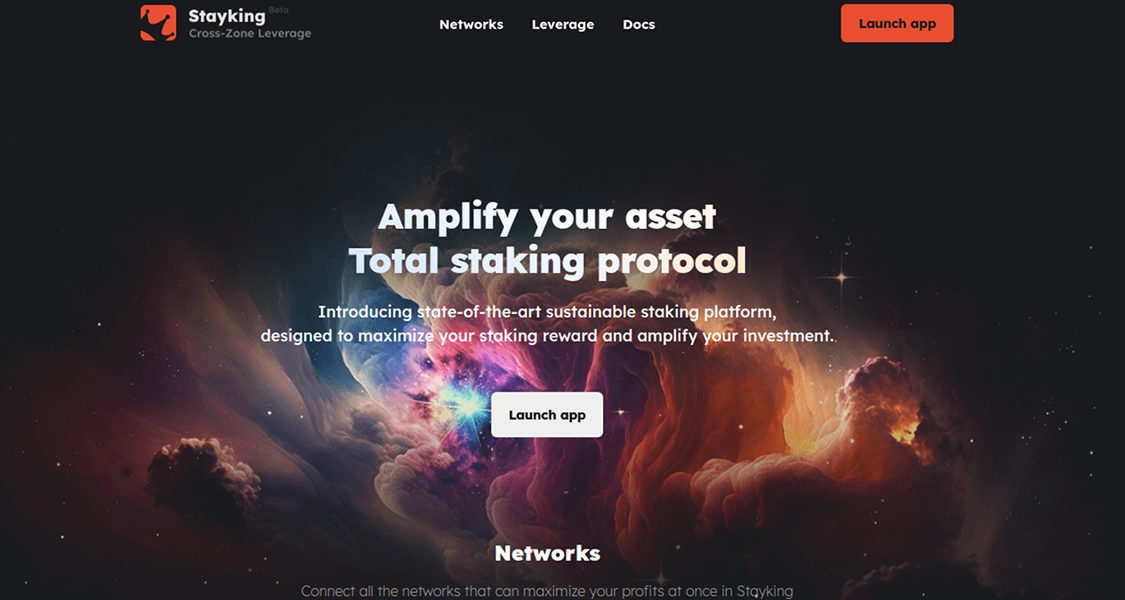 Stayking Beta
Cross-Zone Leverage
Networks Leverage Docs
Launch app
Amplify your asset
Total staking protocol
Introducing state-of-the-art sustainable staking platform,
designed to maximize your staking reward and amplify your investment.
Launch app
Networks
Connect all the networks that can maximize your profits at once in Stayking